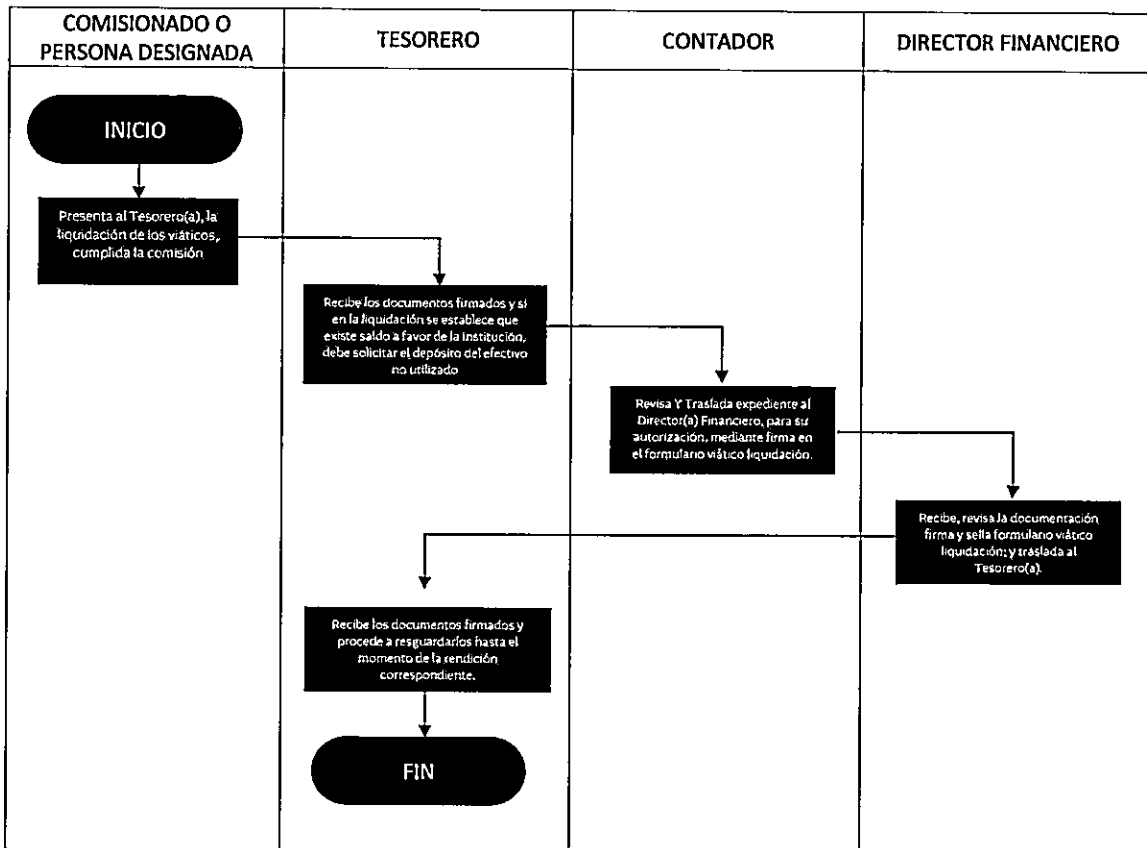 COMISIONADO O
PERSONA DESIGNADA
TESORERO
CONTADOR
DIRECTOR FINANCIERO
INICIO
Presenta al Tesorero(a), la
liquidación de los viáticos,
cumplida la comisión
Recibe los documentos firmados y si
en la liquidación se establece que
existe saldo a favor de la institución,
debe solicitar el depósito del efectivo
no utilizado
Revisa Y Traslada expediente al
Director(a) Financiero, para su
autorización, mediante firma en
el formulario viático liquidación.
Recibe, revisa la documentación
firma y sella formulario viático
liquidación; y traslada al
Tesorero(a).
Recibe los documentos firmados y
procede a resguardarlos hasta el
momento de la rendición
correspondiente.
FIN